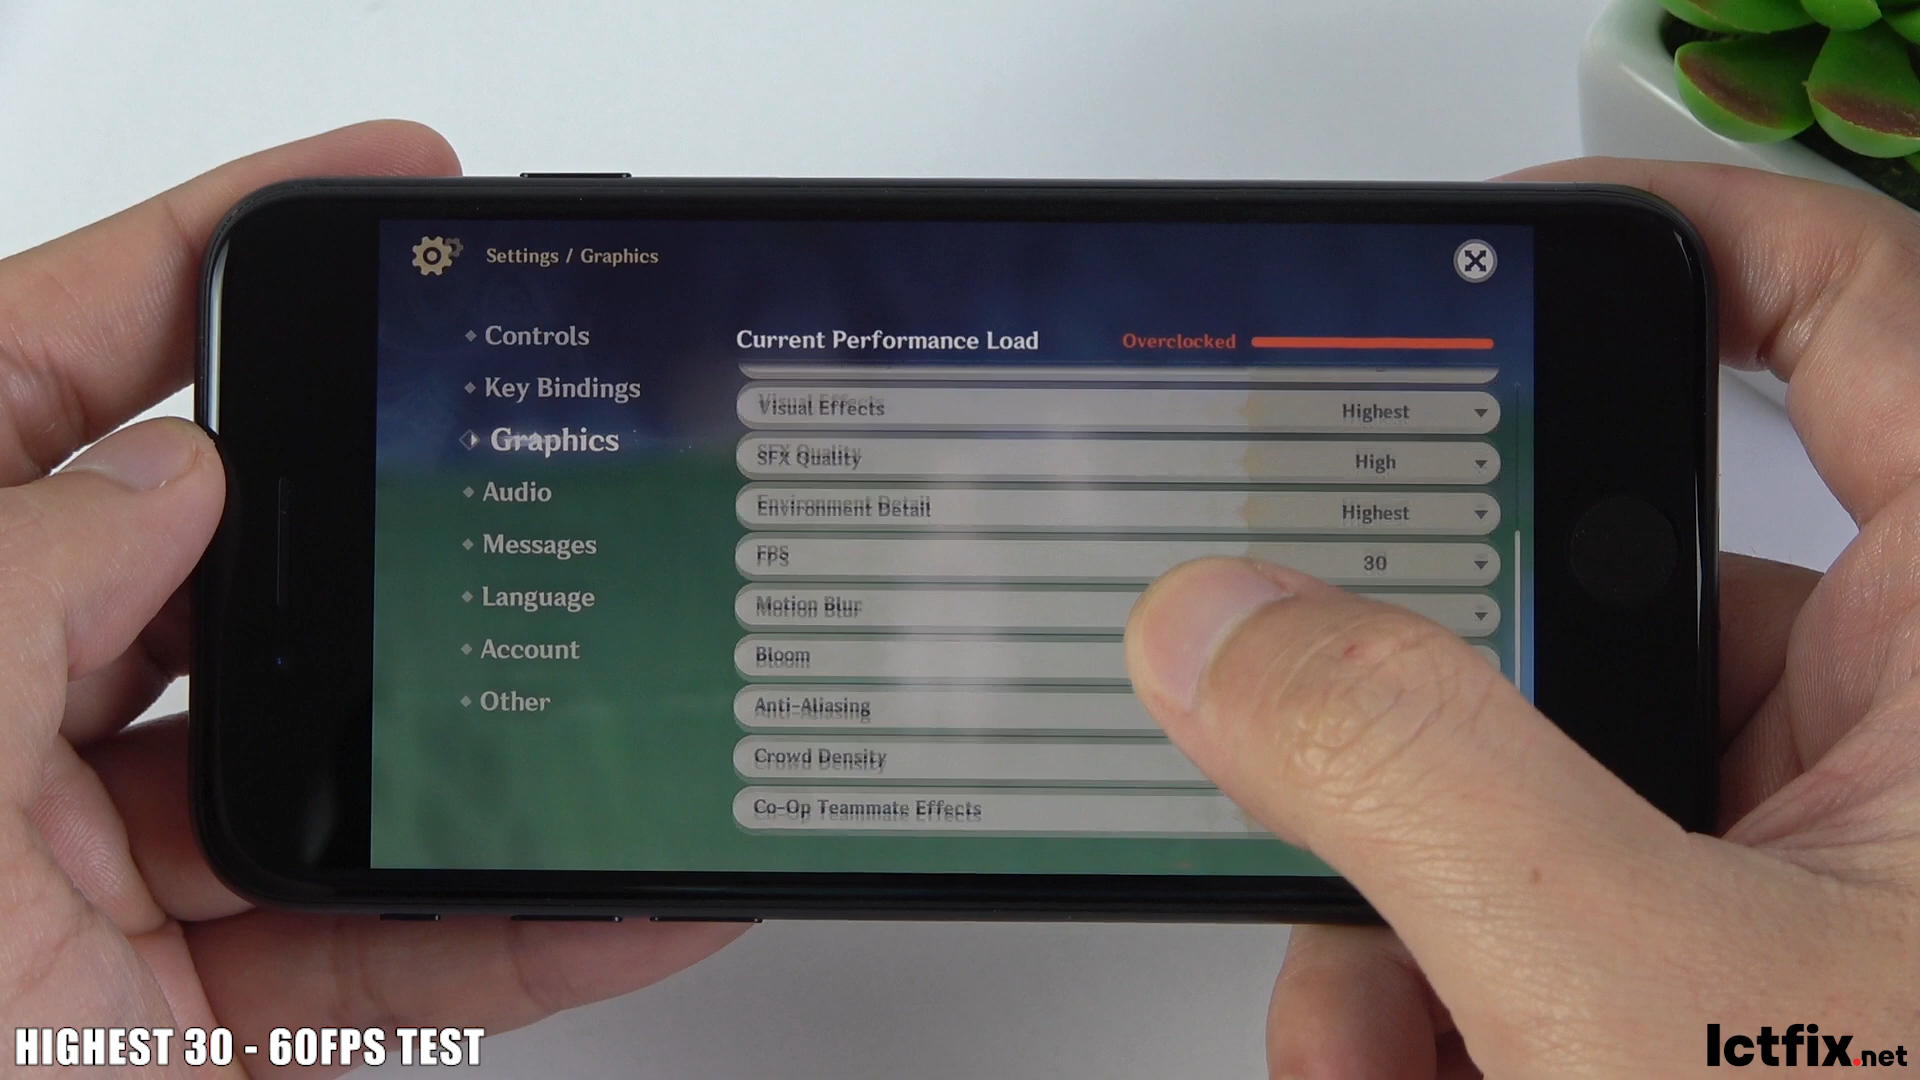 Settings / Graphics
Controls
Key Bindings
Graphics
Audio
Messages
Language
Account
Other
Current Performance Load Overclocked
Visual Effects Highest
SFX Quality High
Environment Detail Highest
FPS 30
Motion Blur
Bloom
Anti-Aliasing
Crowd Density
Co-Op Teammate Effects
HIGHEST 30 - 60FPS TEST
Ictfix.net